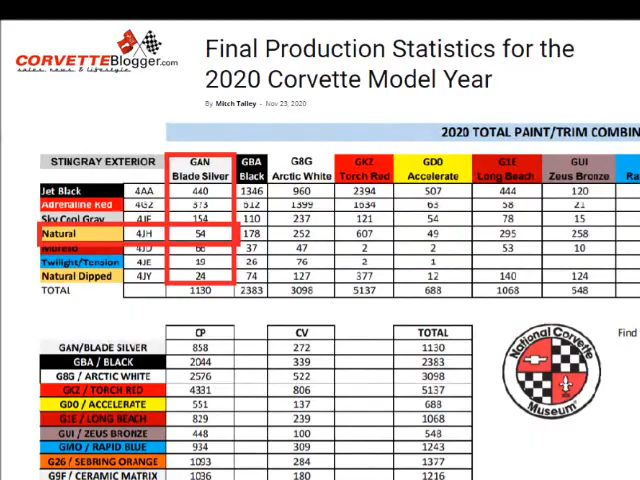 CORVETTEBlogger.com
sales news & lifestyle
Final Production Statistics for the
2020 Corvette Model Year
By Mitch Talley - Nov 23, 2020
2020 TOTAL PAINT/TRIM COMBIN
STINGRAY EXTERIOR GAN Blade Silver GBA Black G8G Arctic White GKZ Torch Red GD0 Accelerate G1E Long Beach GUI Zeus Bronze
Jet Black 4AA 440 1346 960 2394 507 444 120
Adrenaline Red 4GZ 373 612 1399 1634 63 58 21
Sky Cool Gray 4JF 154 110 237 121 54 78 15
Natural 4JH 54 178 252 607 49 295 258
Morello 4JD 66 37 47 2 2 53 10
Twilight/Tension 4JE 19 26 76 2 1
Natural Dipped 4JY 24 74 127 377 12 140 124
TOTAL 1130 2383 3098 5137 688 1068 548
CP CV TOTAL
GAN/BLADE SILVER 858 272 1130
GBA / BLACK 2044 339 2383
G8G / ARCTIC WHITE 2576 522 3098
GKZ / TORCH RED 4331 806 5137
GD0 / ACCELERATE 551 137 688
G1E / LONG BEACH 829 239 1068
GUI / ZEUS BRONZE 448 100 548
GMO / RAPID BLUE 934 309 1243
G26 / SEBRING ORANGE 1093 284 1377
G9F / CERAMIC MATRIX 1036 180 1216
National Corvette
Museum
Find